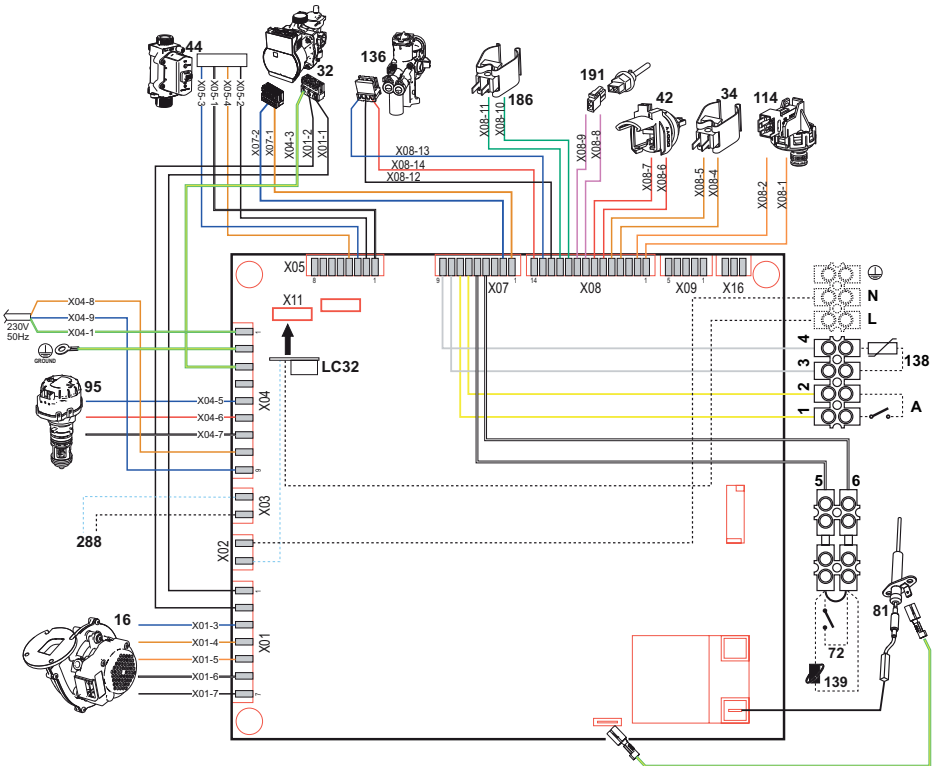 44
32
136
186
191
42
34
114
X05-3
X05-1
X05-4
X05-2
X07-2
X07-1
X04-3
X01-2
X01-1
X08-13
X08-14
X08-12
X08-11
X08-10
X08-9
X08-8
X08-7
X08-6
X08-5
X08-4
X08-2
X08-1
X05
8
1
9
X07
1
14
X08
1
5
X09
1
X16
X11
LC32
X04-8
X04-9
X04-1
230V
50Hz
GROUND
95
X04-5
X04-6
X04-7
1
X04
9
X03
288
X02
1
X01
7
16
X01-3
X01-4
X01-5
X01-6
X01-7
N
L
4
3
2
1
138
A
5
6
72
139
81